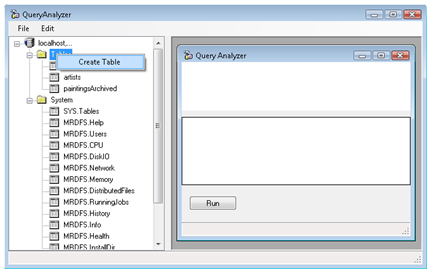 QueryAnalyzer
File Edit
localhost,...
Create Table
artists
paintingsArchived
System
SYS.Tables
MRDFS.Help
MRDFS.Users
MRDFS.CPU
MRDFS.DiskIO
MRDFS.Network
MRDFS.Memory
MRDFS.DistributedFiles
MRDFS.RunningJobs
MRDFS.History
MRDFS.Info
MRDFS.Health
MRDFS.InstallDir
Query Analyzer
Run